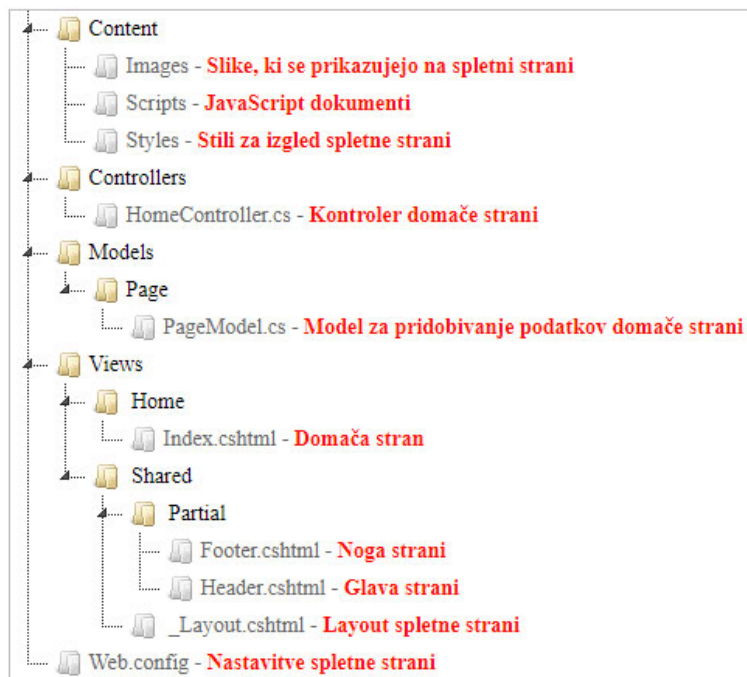 Content
Images - Slike, ki se prikazujejo na spletni strani
Scripts - JavaScript dokumenti
Styles - Stili za izgled spletne strani
Controllers
HomeController.cs - Kontroler domače strani
Models
Page
PageModel.cs - Model za pridobivanje podatkov domače strani
Views
Home
Index.cshtml - Domača stran
Shared
Partial
Footer.cshtml - Noga strani
Header.cshtml - Glava strani
_Layout.cshtml - Layout spletne strani
Web.config - Nastavitve spletne strani